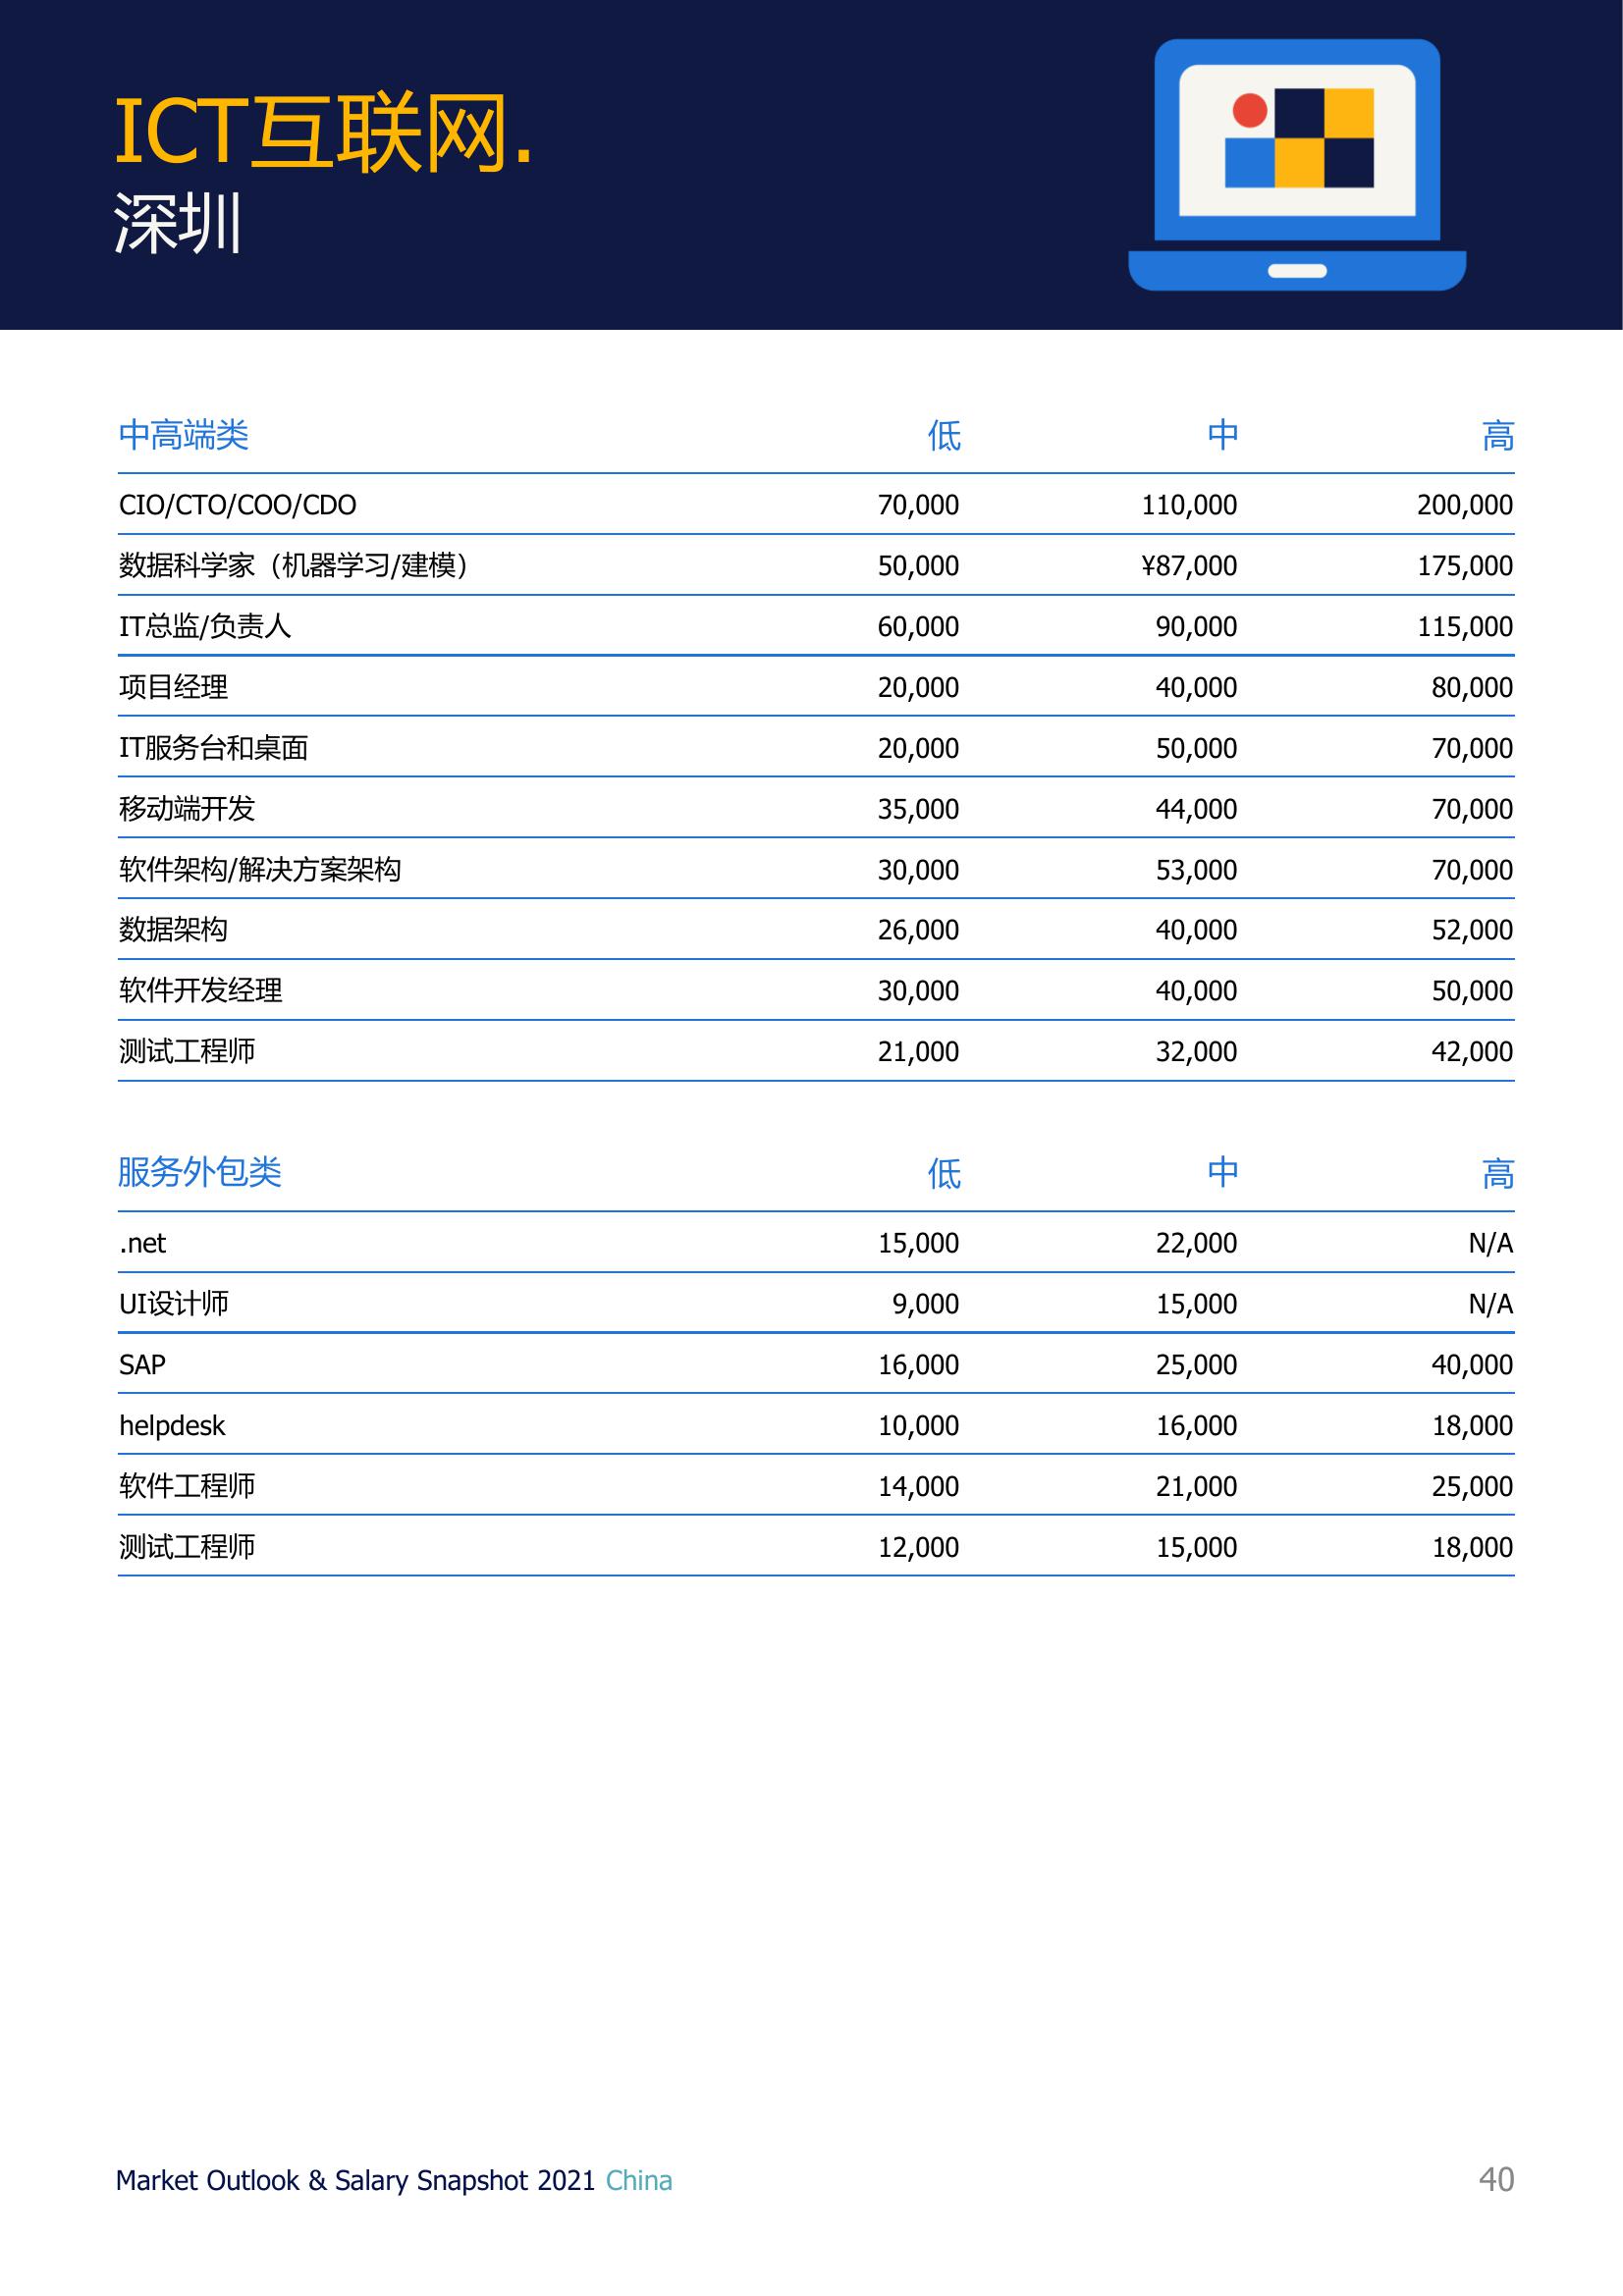 ICT互联网.
深圳
中高端类 低 中 高
CIO/CTO/COO/CDO 70,000 110,000 200,000
数据科学家（机器学习/建模） 50,000 ¥87,000 175,000
IT总监/负责人 60,000 90,000 115,000
项目经理 20,000 40,000 80,000
IT服务台和桌面 20,000 50,000 70,000
移动端开发 35,000 44,000 70,000
软件架构/解决方案架构 30,000 53,000 70,000
数据架构 26,000 40,000 52,000
软件开发经理 30,000 40,000 50,000
测试工程师 21,000 32,000 42,000
服务外包类 低 中 高
.net 15,000 22,000 N/A
UI设计师 9,000 15,000 N/A
SAP 16,000 25,000 40,000
helpdesk 10,000 16,000 18,000
软件工程师 14,000 21,000 25,000
测试工程师 12,000 15,000 18,000
Market Outlook & Salary Snapshot 2021 China 40